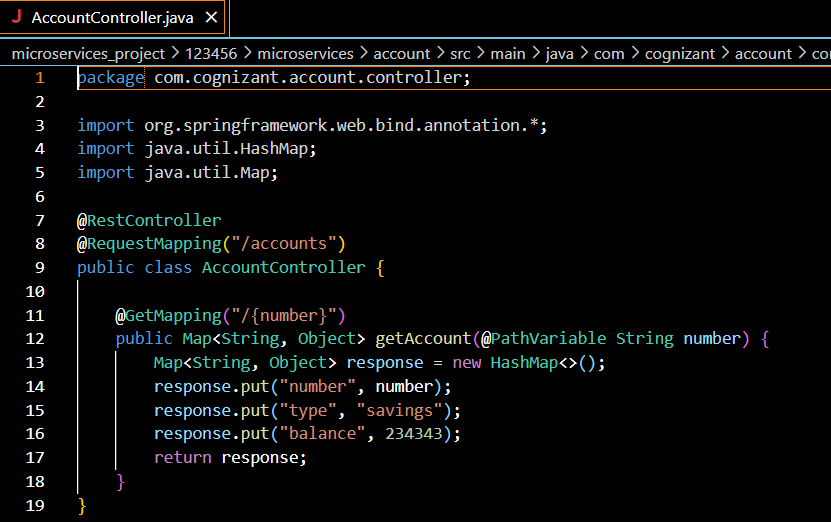 J AccountController.java ×
microservices_project > 123456 > microservices > account > src > main > java > com > cognizant > account >
1 package com.cognizant.account.controller;
2
3 import org.springframework.web.bind.annotation.*;
4 import java.util.HashMap;
5 import java.util.Map;
6
7 @RestController
8 @RequestMapping("/accounts")
9 public class AccountController {
10
11     @GetMapping("/{number}")
12     public Map<String, Object> getAccount(@PathVariable String number) {
13         Map<String, Object> response = new HashMap<>();
14         response.put("number", number);
15         response.put("type", "savings");
16         response.put("balance", 234343);
17         return response;
18     }
19 }